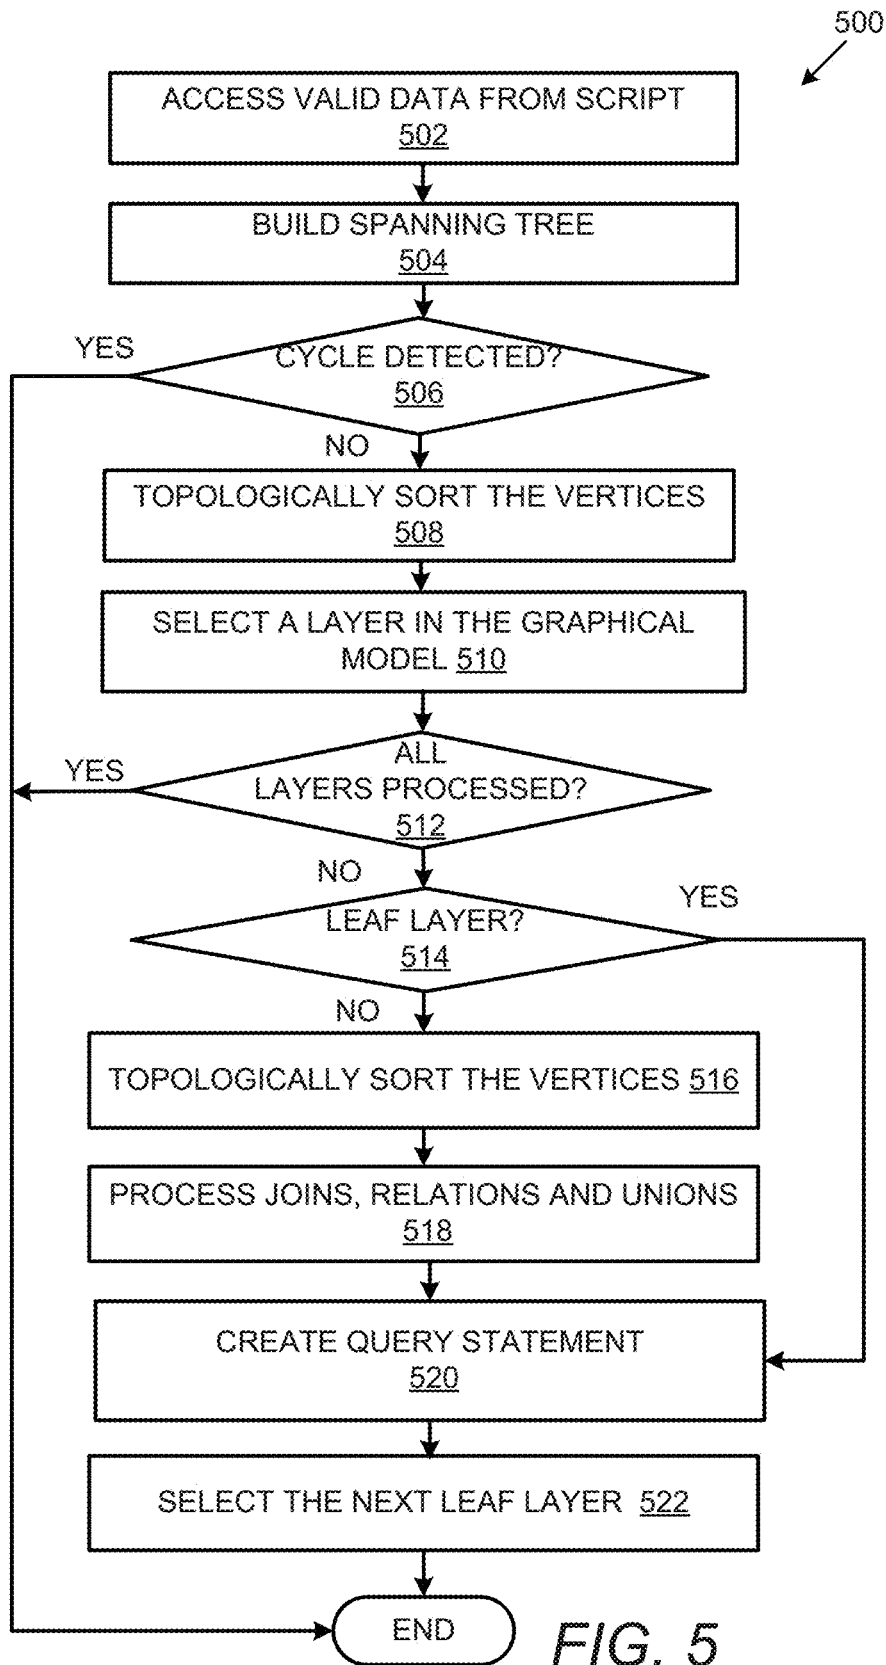 500
ACCESS VALID DATA FROM SCRIPT
502
BUILD SPANNING TREE
504
YES
CYCLE DETECTED?
506
NO
TOPOLOGICALLY SORT THE VERTICES
508
SELECT A LAYER IN THE GRAPHICAL
MODEL 510
YES
ALL
LAYERS PROCESSED?
512
NO
YES
LEAF LAYER?
514
NO
TOPOLOGICALLY SORT THE VERTICES 516
PROCESS JOINS, RELATIONS AND UNIONS
518
CREATE QUERY STATEMENT
520
SELECT THE NEXT LEAF LAYER 522
END
FIG. 5